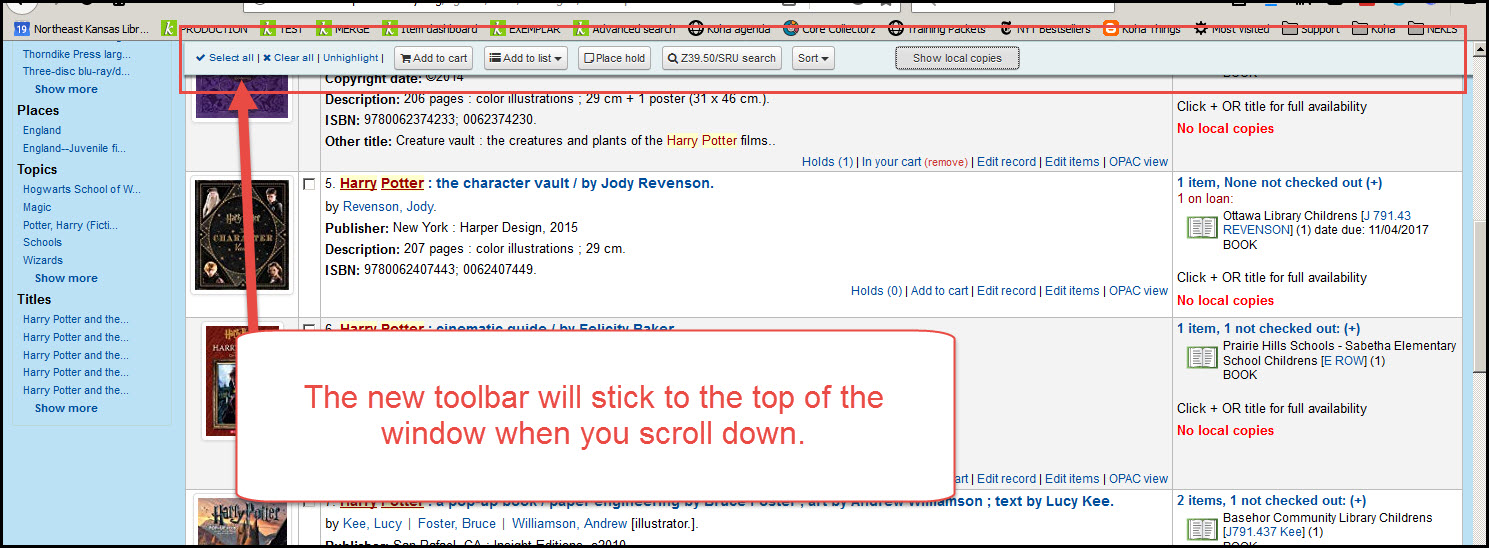 Northeast Kansas Libr...
PRODUCTION
TEST
MERGE
Item dashboard
EXEMPLAR
Advanced search
Koha agenda
Core Collectorz
Training Packets
NYT Bestsellers
Koha Things
Most Visited
Support
Koha
NEKLS
Select all | Clear all | Unhighlight |
Add to cart
Add to list
Place hold
Z39.50/SRU search
Sort
Show local copies
Thorndike Press larg...
Three-disc blu-ray/d...
Show more
Places
England
England--Juvenile fi...
Topics
Hogwarts School of W...
Magic
Potter, Harry (Ficti...
Schools
Wizards
Show more
Titles
Harry Potter and the...
Harry Potter and the...
Harry Potter and the...
Harry Potter and the...
Harry Potter and the...
Show more
Copyright date: ©2014
Description: 206 pages : color illustrations ; 29 cm + 1 poster (31 x 46 cm.).
ISBN: 9780062374233; 0062374230.
Other title: Creature vault : the creatures and plants of the Harry Potter films..
Holds (1) | In your cart (remove) | Edit record | Edit items | OPAC view
BOOK
Click + OR title for full availability
No local copies
CHARACTER
5. Harry Potter : the character vault / by Jody Revenson.
by Revenson, Jody.
Publisher: New York : Harper Design, 2015
Description: 207 pages : color illustrations ; 29 cm.
ISBN: 9780062407443; 0062407449.
Holds (0) | Add to cart | Edit record | Edit items | OPAC view
1 item, None not checked out (+)
1 on loan:
Ottawa Library Childrens [J 791.43
REVENSON] (1) date due: 11/04/2017
BOOK
Click + OR title for full availability
No local copies
6. Harry Potter : cinematic guide / by Felicity Baker.
The new toolbar will stick to the top of the
window when you scroll down.
art | Edit record | Edit items | OPAC view
1 item, 1 not checked out: (+)
Prairie Hills Schools - Sabetha Elementary
School Childrens [E ROW] (1)
BOOK
Click + OR title for full availability
No local copies
Harry Potter
7. Harry Potter : a pop-up book / paper engineering by Bruce Foster ; art by Andrew Williamson ; text by Lucy Kee.
by Kee, Lucy | Foster, Bruce | Williamson, Andrew [illustrator.].
Publisher: San Rafael, CA : Insight Editions, c2010
2 items, 1 not checked out: (+)
Basehor Community Library Childrens
[J791.437 Kee] (1)
BOOK